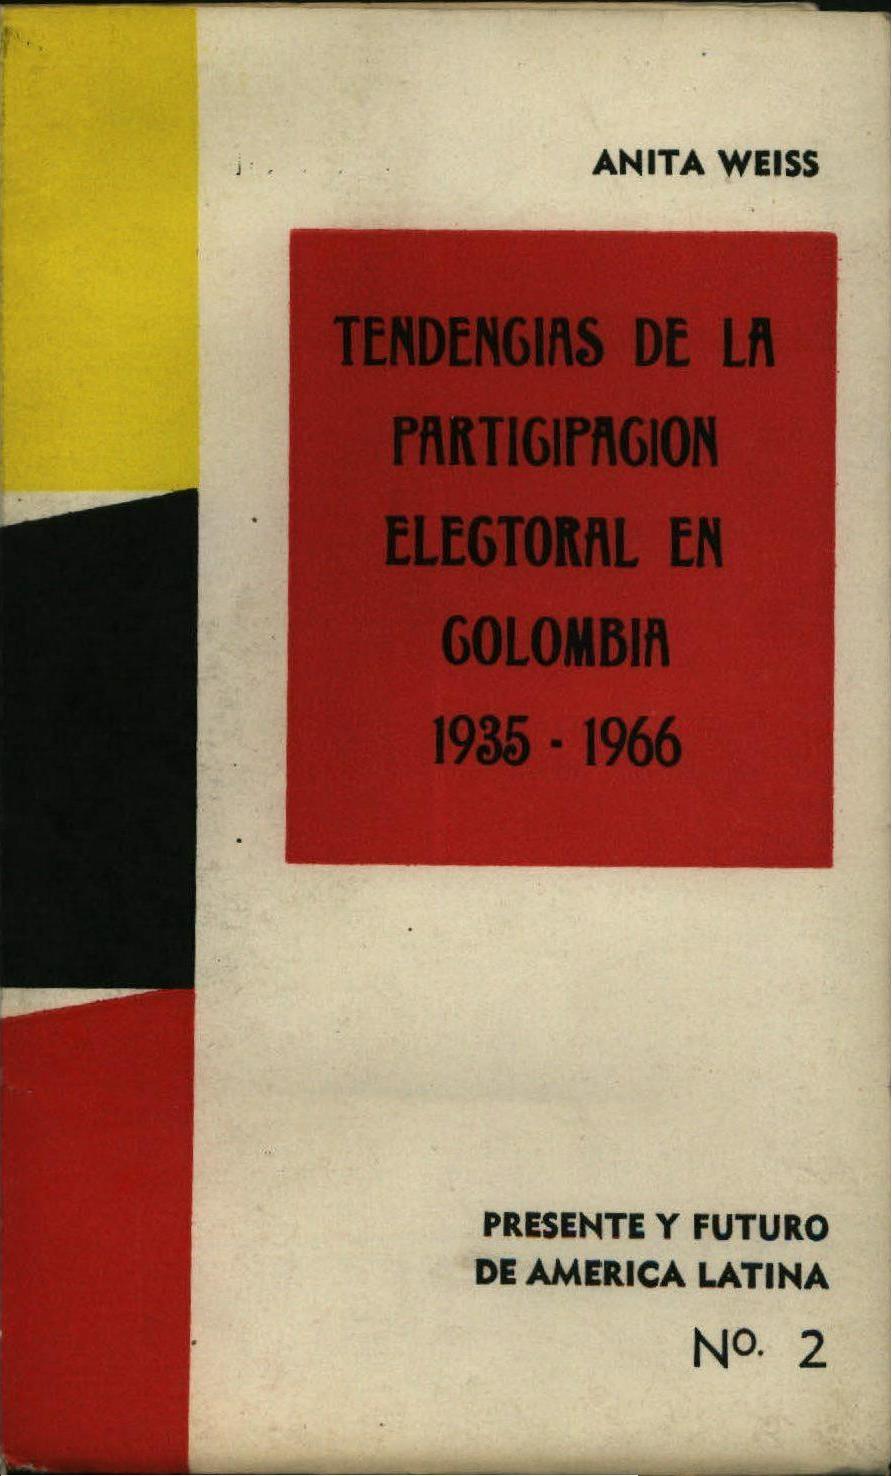 ANITA WEISS
TENDENCIAS DE LA
PARTICIPACION
ELECTORAL EN
COLOMBIA
1935 - 1966
PRESENTE Y FUTURO
DE AMERICA LATINA
Nº. 2